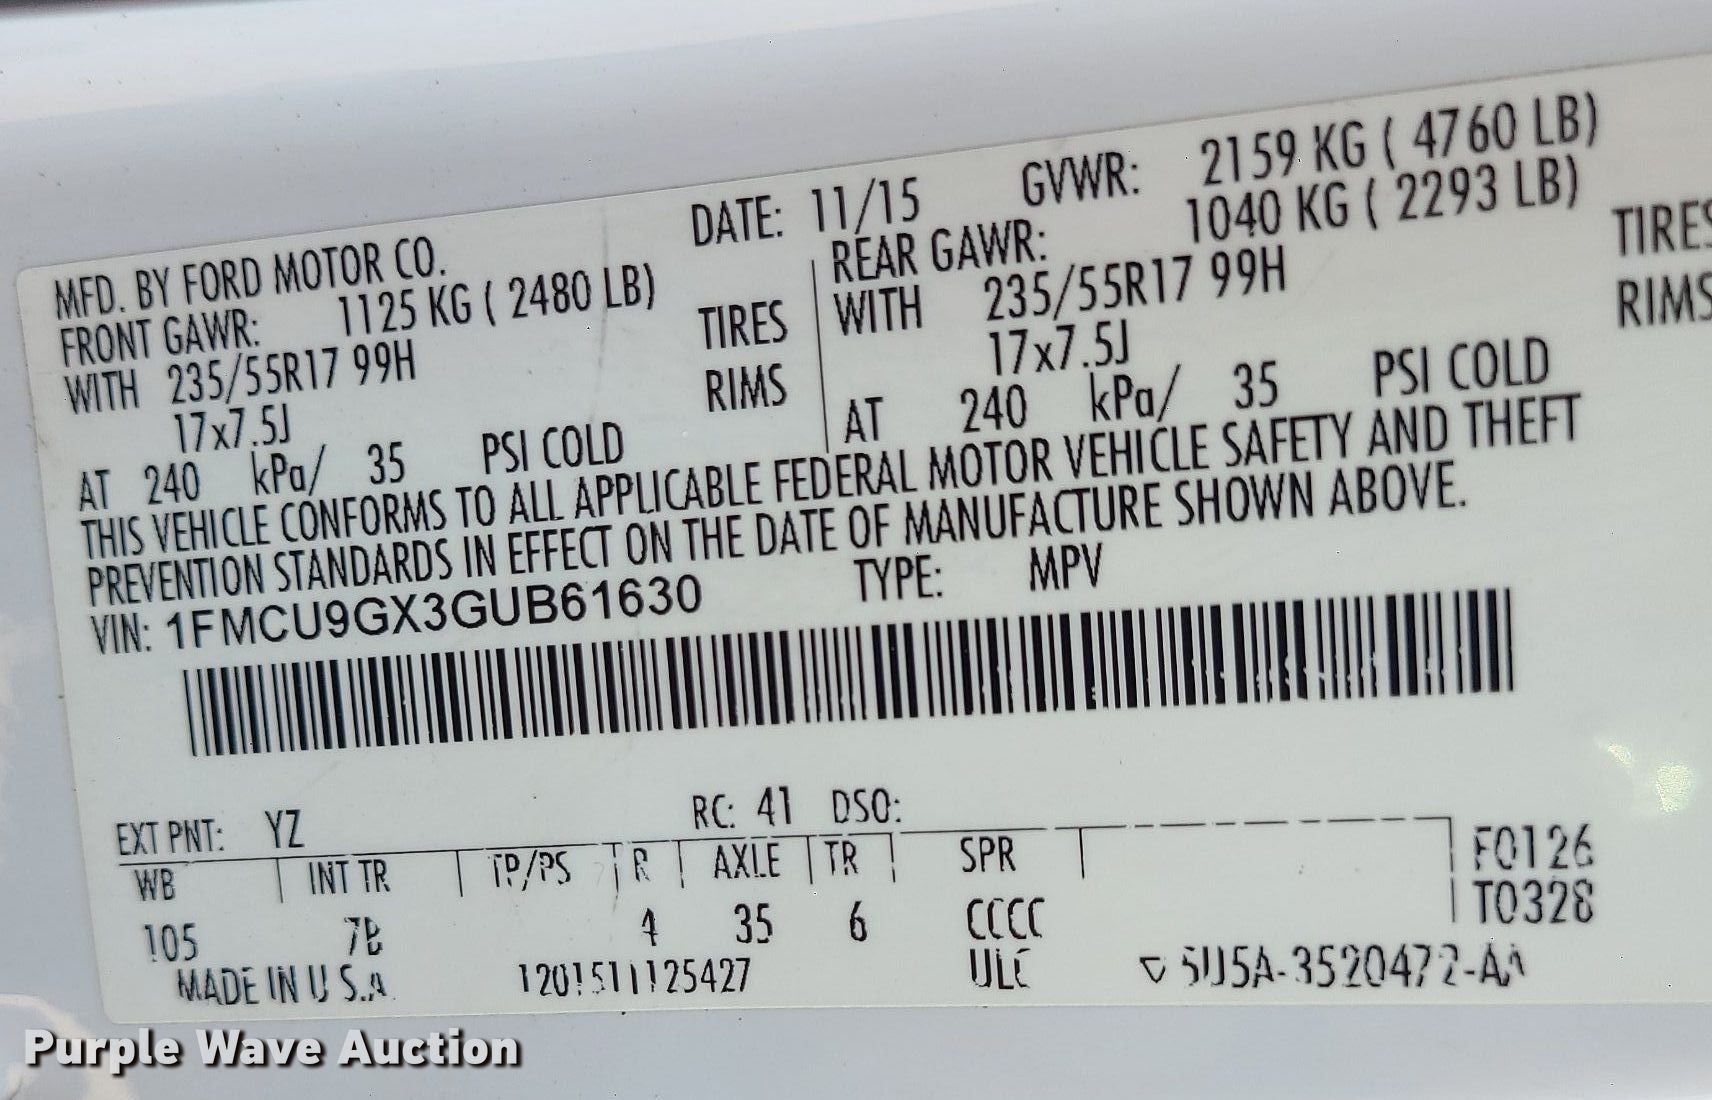 MFD. BY FORD MOTOR CO. DATE: 11/15 GVWR: 2159 KG ( 4760 LB)
FRONT GAWR: 1125 KG ( 2480 LB) REAR GAWR: 1040 KG ( 2293 LB)
WITH 235/55R17 99H TIRES WITH 235/55R17 99H TIRES
17x7.5J RIMS 17x7.5J RIMS
AT 240 kPa/ 35 PSI COLD AT 240 kPa/ 35 PSI COLD
THIS VEHICLE CONFORMS TO ALL APPLICABLE FEDERAL MOTOR VEHICLE SAFETY AND THEFT
PREVENTION STANDARDS IN EFFECT ON THE DATE OF MANUFACTURE SHOWN ABOVE.
VIN: 1FMCU9GX3GUB61630 TYPE: MPV
EXT PNT: YZ RC: 41 DSO:
WB INT TR TP/PS R AXLE TR SPR F0126
105 7B 4 35 6 CCCC T0328
MADE IN U.S.A. 1201511125427 ULC
Purple Wave Auction